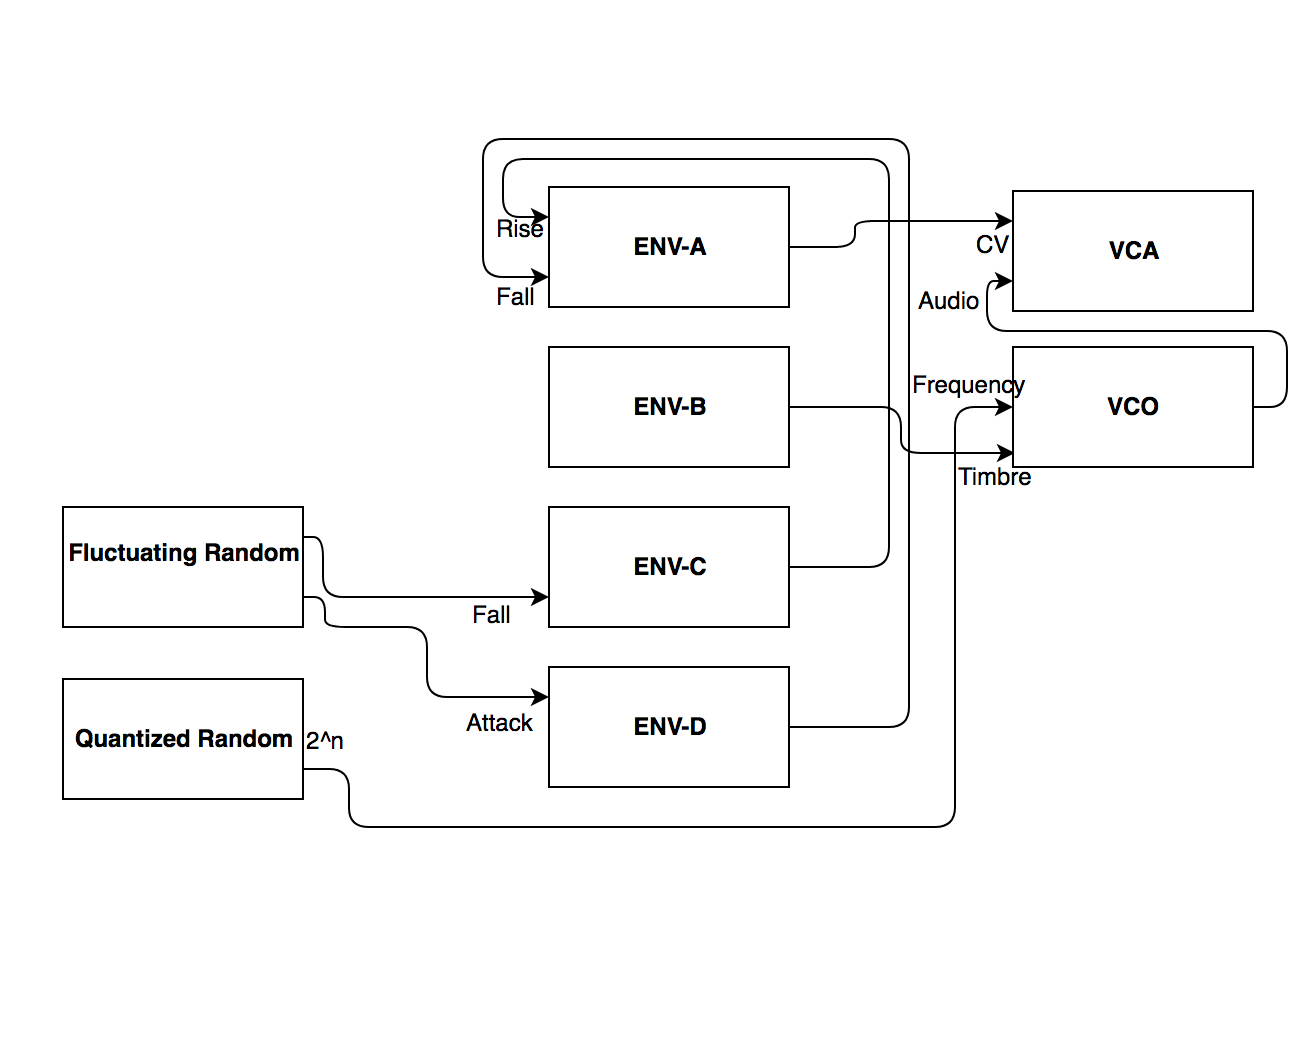 Rise
ENV-A
Fall
CV
VCA
Audio
Frequency
ENV-B
VCO
Timbre
Fluctuating Random
ENV-C
Fall
Attack
ENV-D
Quantized Random
2^n